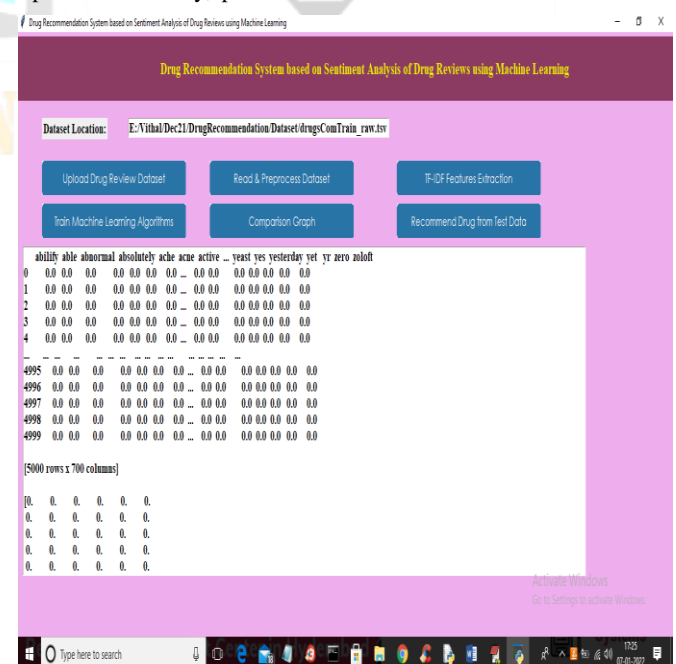 Drug Recommendation System based on Sentiment Analysis of Drug Reviews using Machine Learning
Drug Recommendation System based on Sentiment Analysis of Drug Reviews using Machine Learning
Dataset Location: E:/Vithal/Dec21/DrugRecommendation/Dataset/drugsComTrain_raw.tsv
Upload Drug Review Dataset Read & Preprocess Dataset TF-IDF Features Extraction
Train Machine Learning Algorithms Comparison Graph Recommend Drug from Test Data
abilify able abnormal absolutely ache acne active ... yeast yes yesterday yet yr zero zoloft
0 0.0 0.0 0.0 0.0 0.0 0.0 0.0 ... 0.0 0.0 0.0 0.0 0.0 0.0 0.0
1 0.0 0.0 0.0 0.0 0.0 0.0 0.0 ... 0.0 0.0 0.0 0.0 0.0 0.0 0.0
2 0.0 0.0 0.0 0.0 0.0 0.0 0.0 ... 0.0 0.0 0.0 0.0 0.0 0.0 0.0
3 0.0 0.0 0.0 0.0 0.0 0.0 0.0 ... 0.0 0.0 0.0 0.0 0.0 0.0 0.0
4 0.0 0.0 0.0 0.0 0.0 0.0 0.0 ... 0.0 0.0 0.0 0.0 0.0 0.0 0.0
... ... ... ... ... ... ... ... ... ... ... ... ... ... ... ...
4995 0.0 0.0 0.0 0.0 0.0 0.0 0.0 ... 0.0 0.0 0.0 0.0 0.0 0.0 0.0
4996 0.0 0.0 0.0 0.0 0.0 0.0 0.0 ... 0.0 0.0 0.0 0.0 0.0 0.0 0.0
4997 0.0 0.0 0.0 0.0 0.0 0.0 0.0 ... 0.0 0.0 0.0 0.0 0.0 0.0 0.0
4998 0.0 0.0 0.0 0.0 0.0 0.0 0.0 ... 0.0 0.0 0.0 0.0 0.0 0.0 0.0
4999 0.0 0.0 0.0 0.0 0.0 0.0 0.0 ... 0.0 0.0 0.0 0.0 0.0 0.0 0.0
[5000 rows x 700 columns]
[0. 0. 0. 0. 0. 0.
0. 0. 0. 0. 0. 0.
0. 0. 0. 0. 0. 0.
0. 0. 0. 0. 0. 0.
0. 0. 0. 0. 0. 0.
Activate Windows
Go to Settings to activate Windows.
Type here to search
17:25
07-01-2022